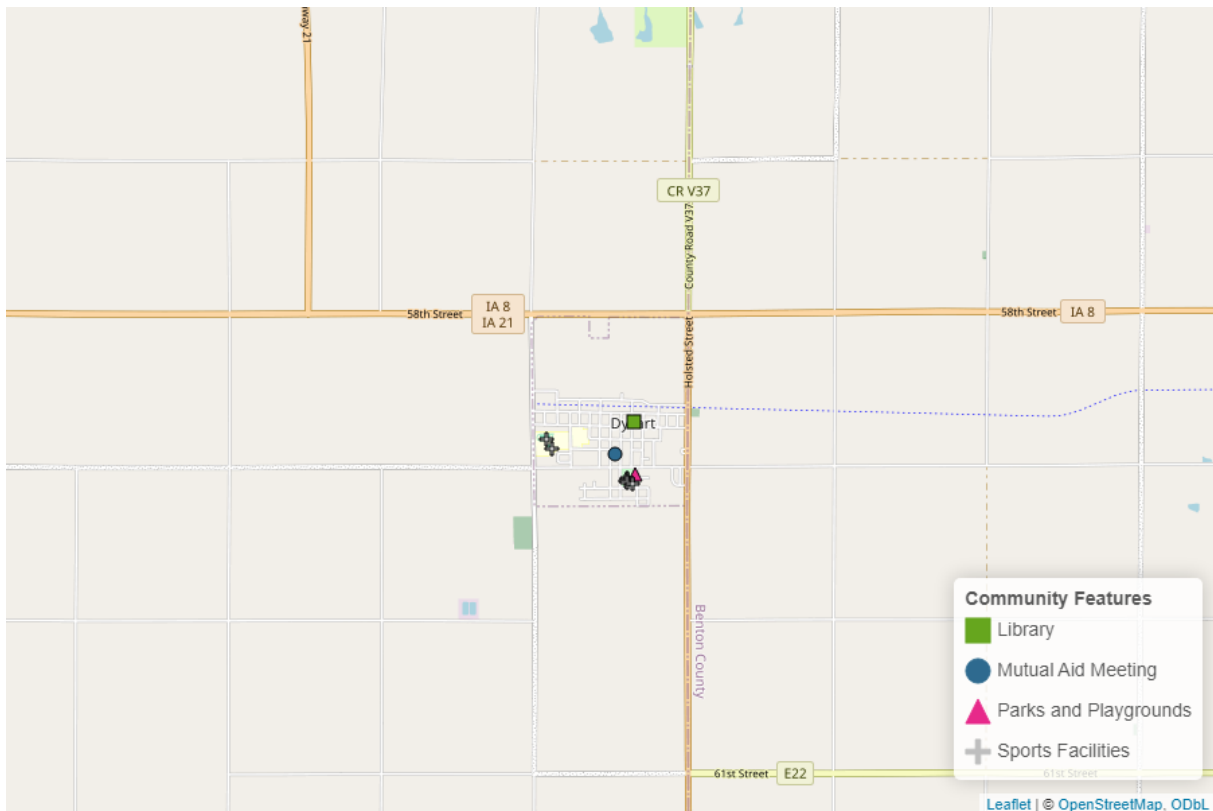 CR V37
County Road V37
58th Street
IA 8
IA 21
58th Street
IA 8
Holsted Street
Benton County
Community Features
Library
Mutual Aid Meeting
Parks and Playgrounds
Sports Facilities
61st Street
E22
61st Street
Leaflet | © OpenStreetMap, ODbL